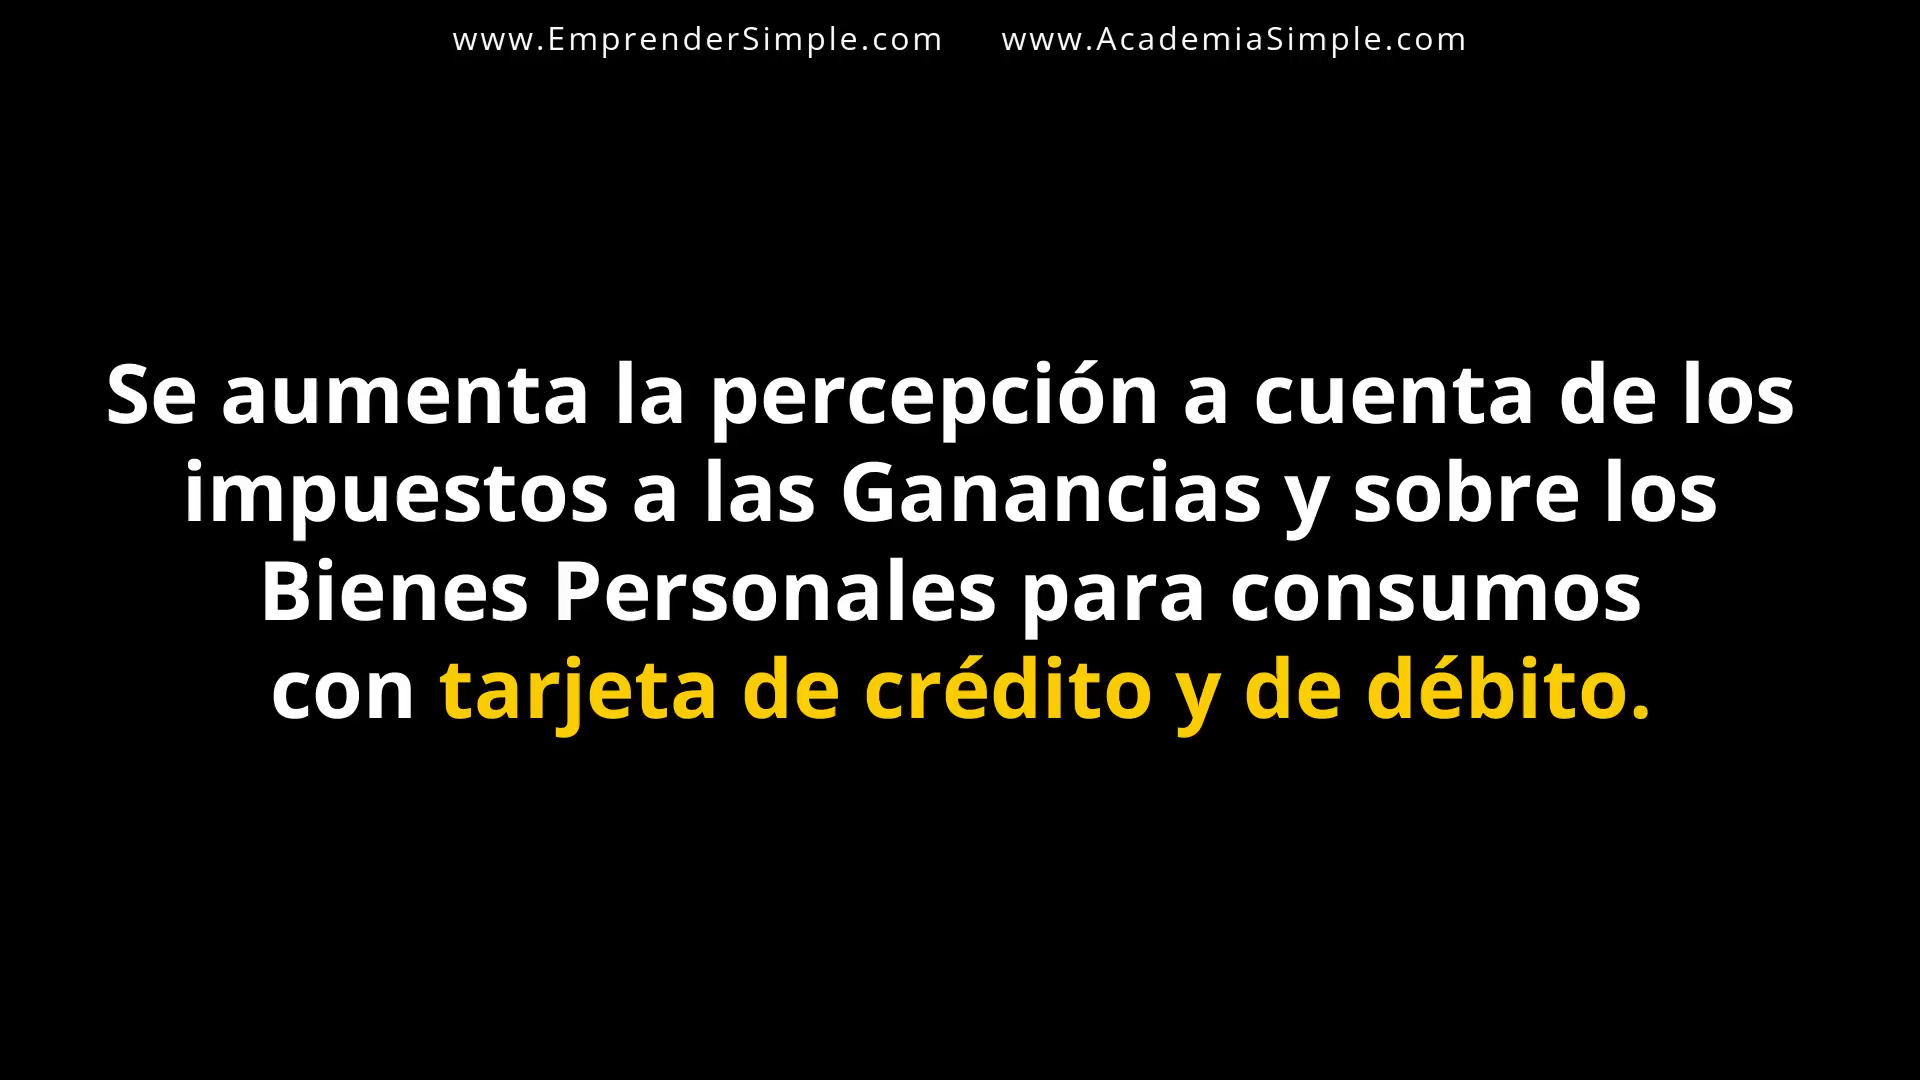 www.EmprenderSimple.com www.AcademiaSimple.com
Se aumenta la percepción a cuenta de los
impuestos a las Ganancias y sobre los
Bienes Personales para consumos
con tarjeta de crédito y de débito.